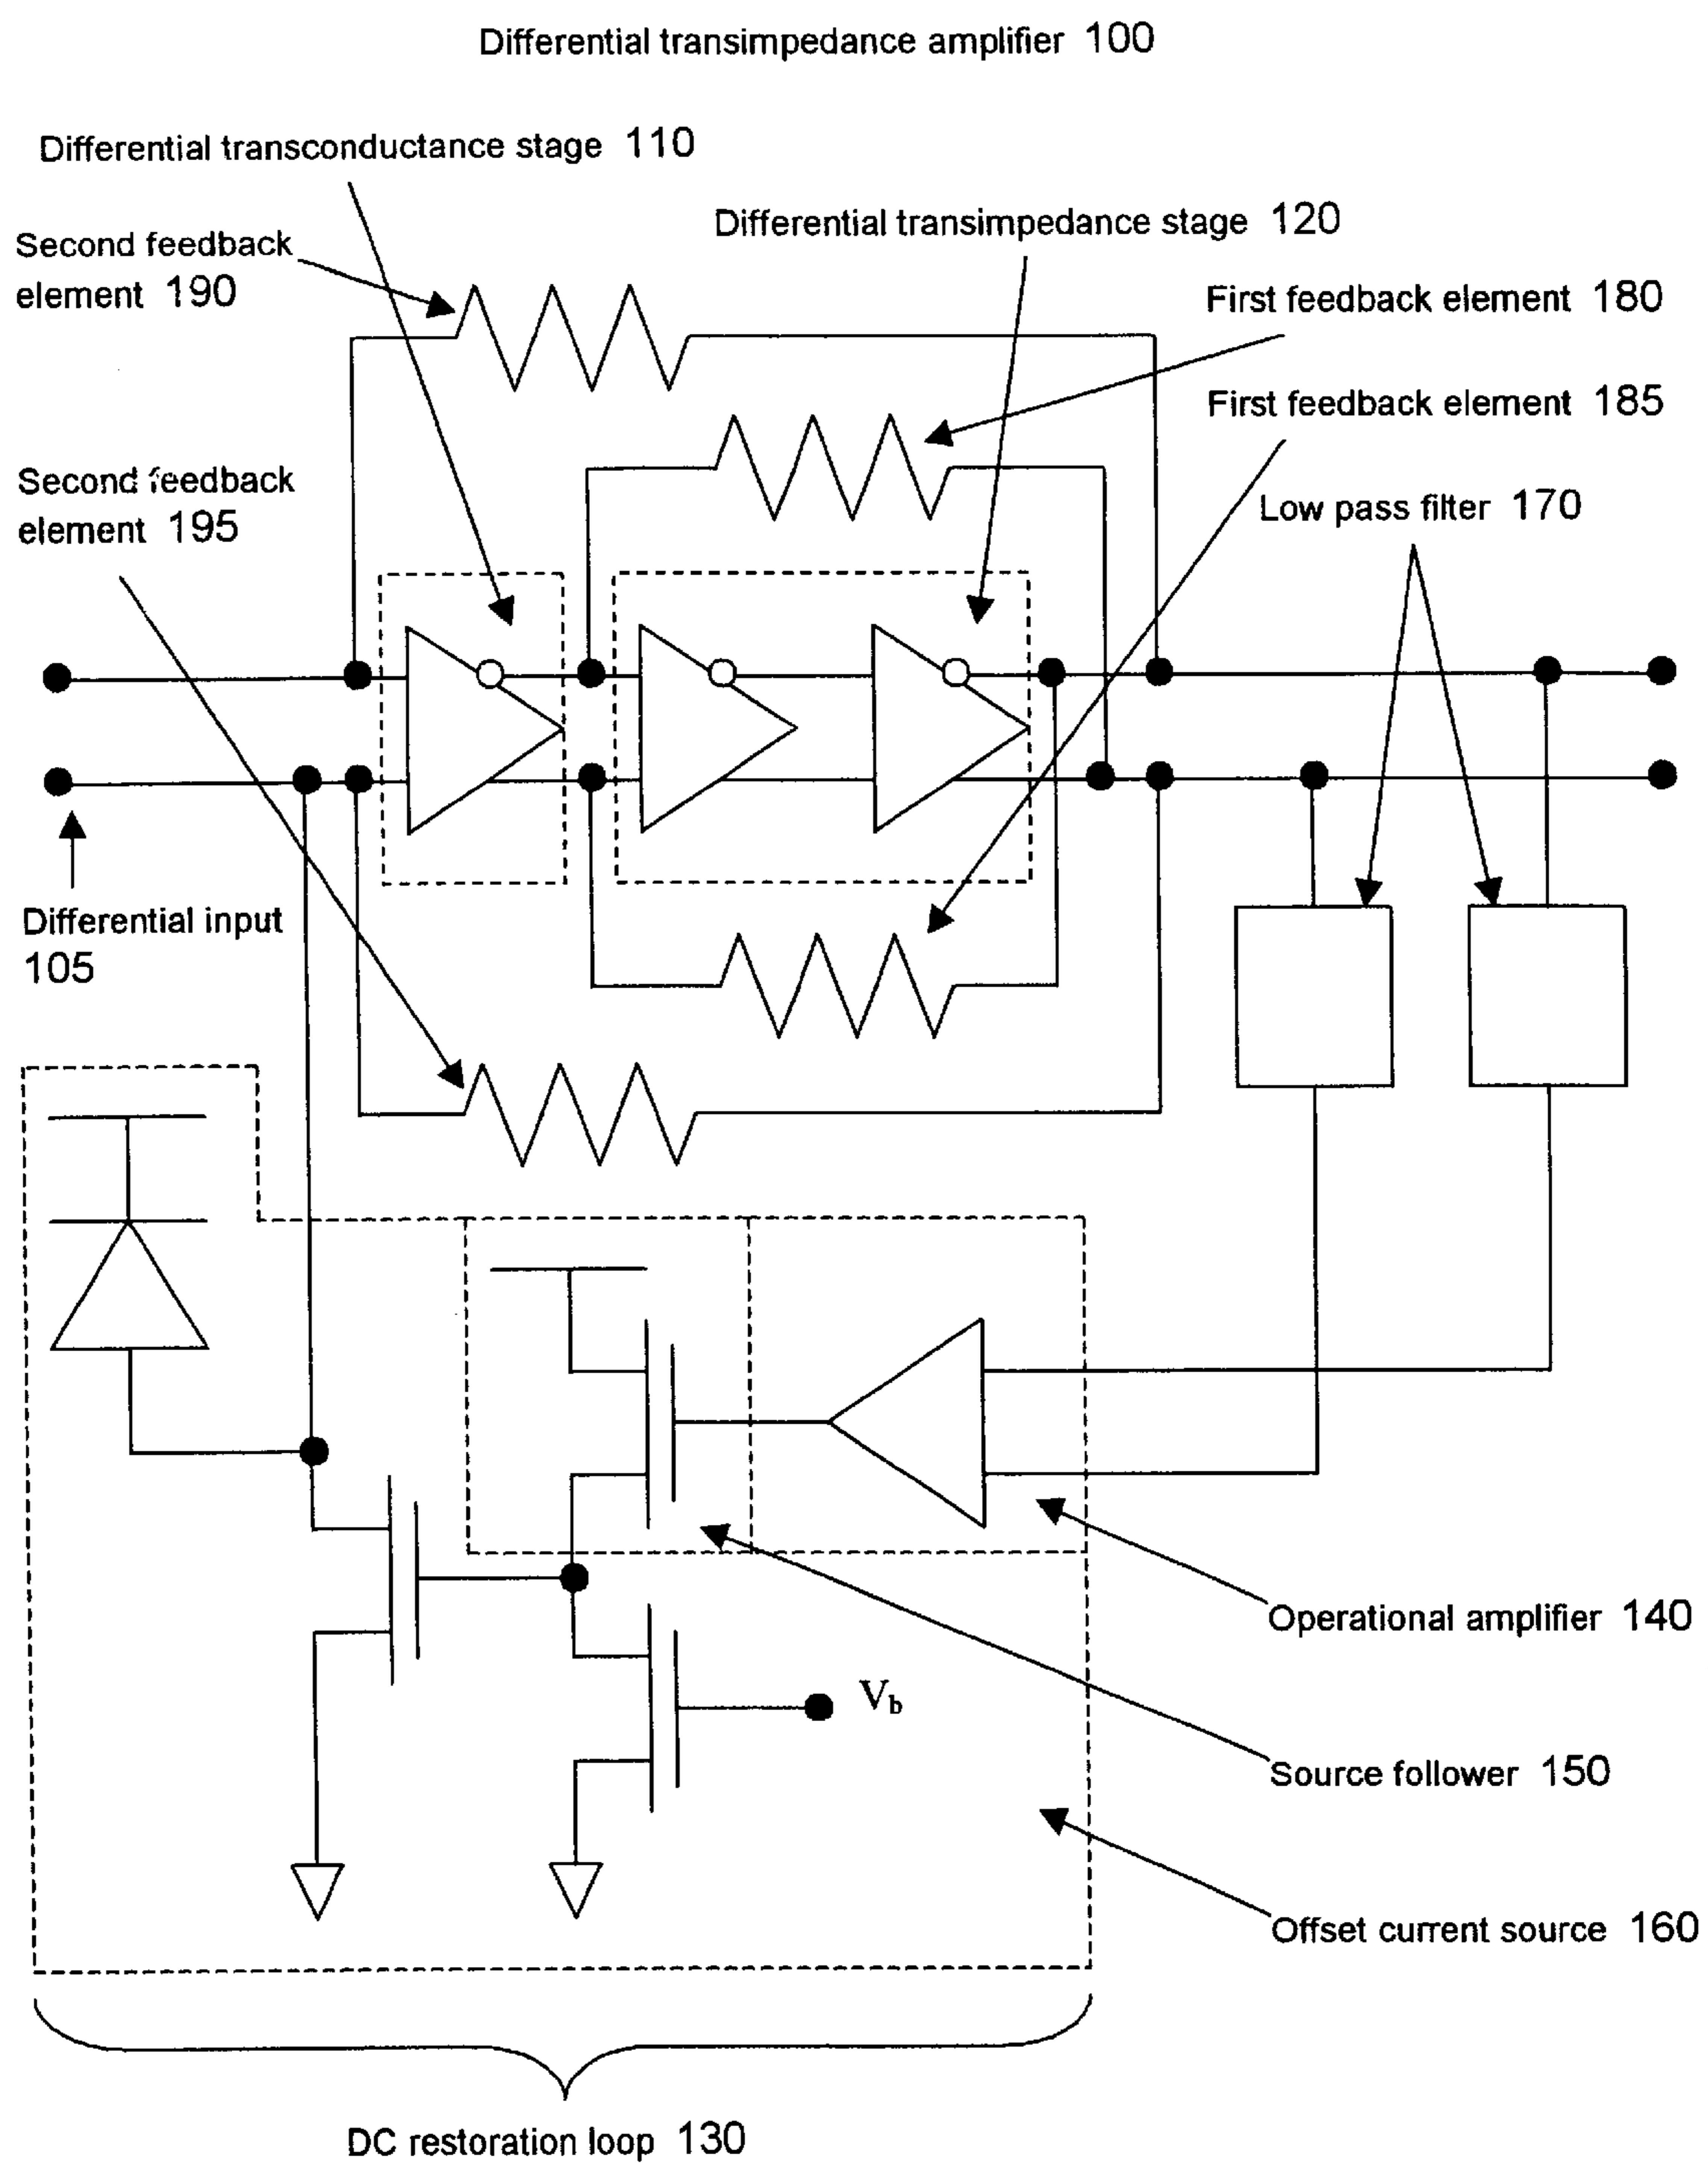 Differential transimpedance amplifier 100
Differential transconductance stage 110
Differential transimpedance stage 120
Second feedback
element 190
First feedback element 180
First feedback element 185
Second feedback
element 195
Low pass filter 170
Differential input
105
Operational amplifier 140
Vb
Source follower 150
Offset current source 160
DC restoration loop 130